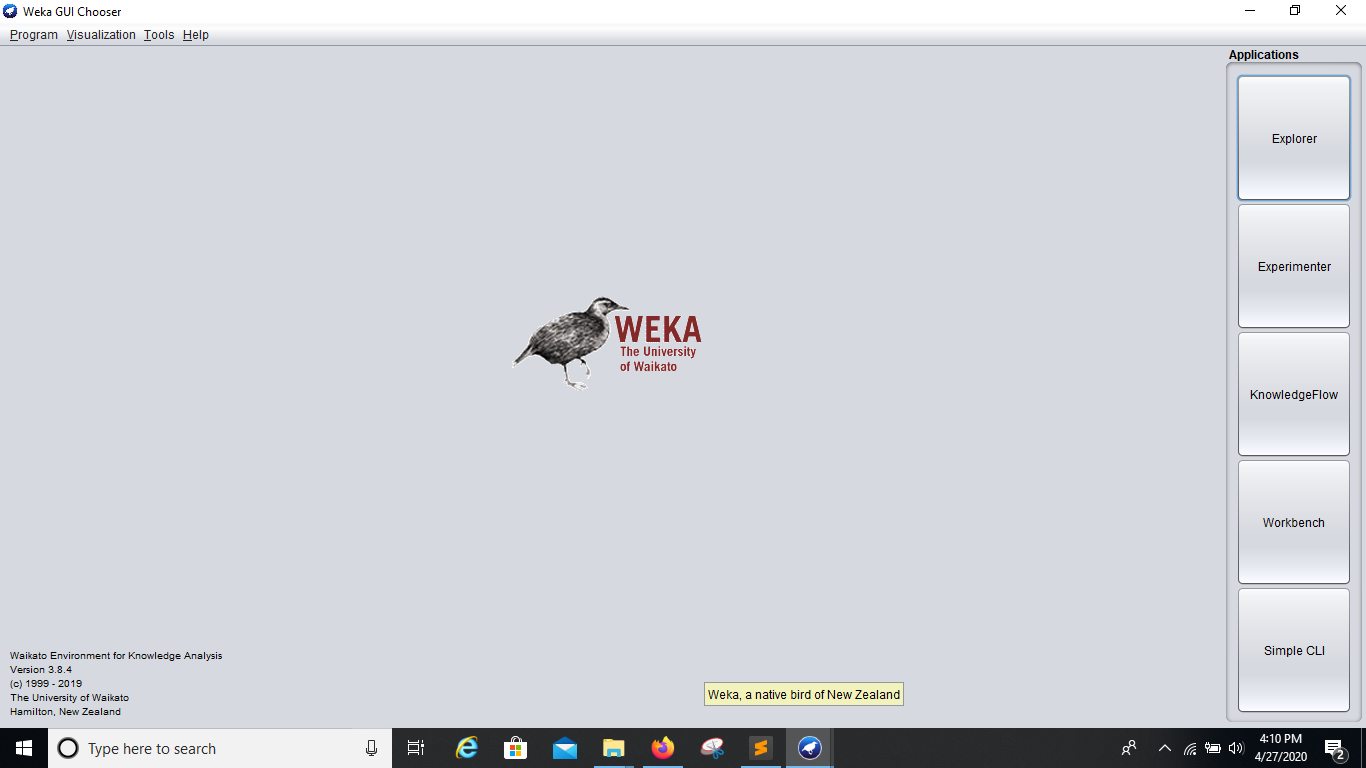 Weka GUI Chooser
Program Visualization Tools Help
Applications
Explorer
Experimenter
KnowledgeFlow
Workbench
Simple CLI
WEKA
The University
of Waikato
Waikato Environment for Knowledge Analysis
Version 3.8.4
(c) 1999 - 2019
The University of Waikato
Hamilton, New Zealand
Weka, a native bird of New Zealand
Type here to search
4:10 PM
4/27/2020
2